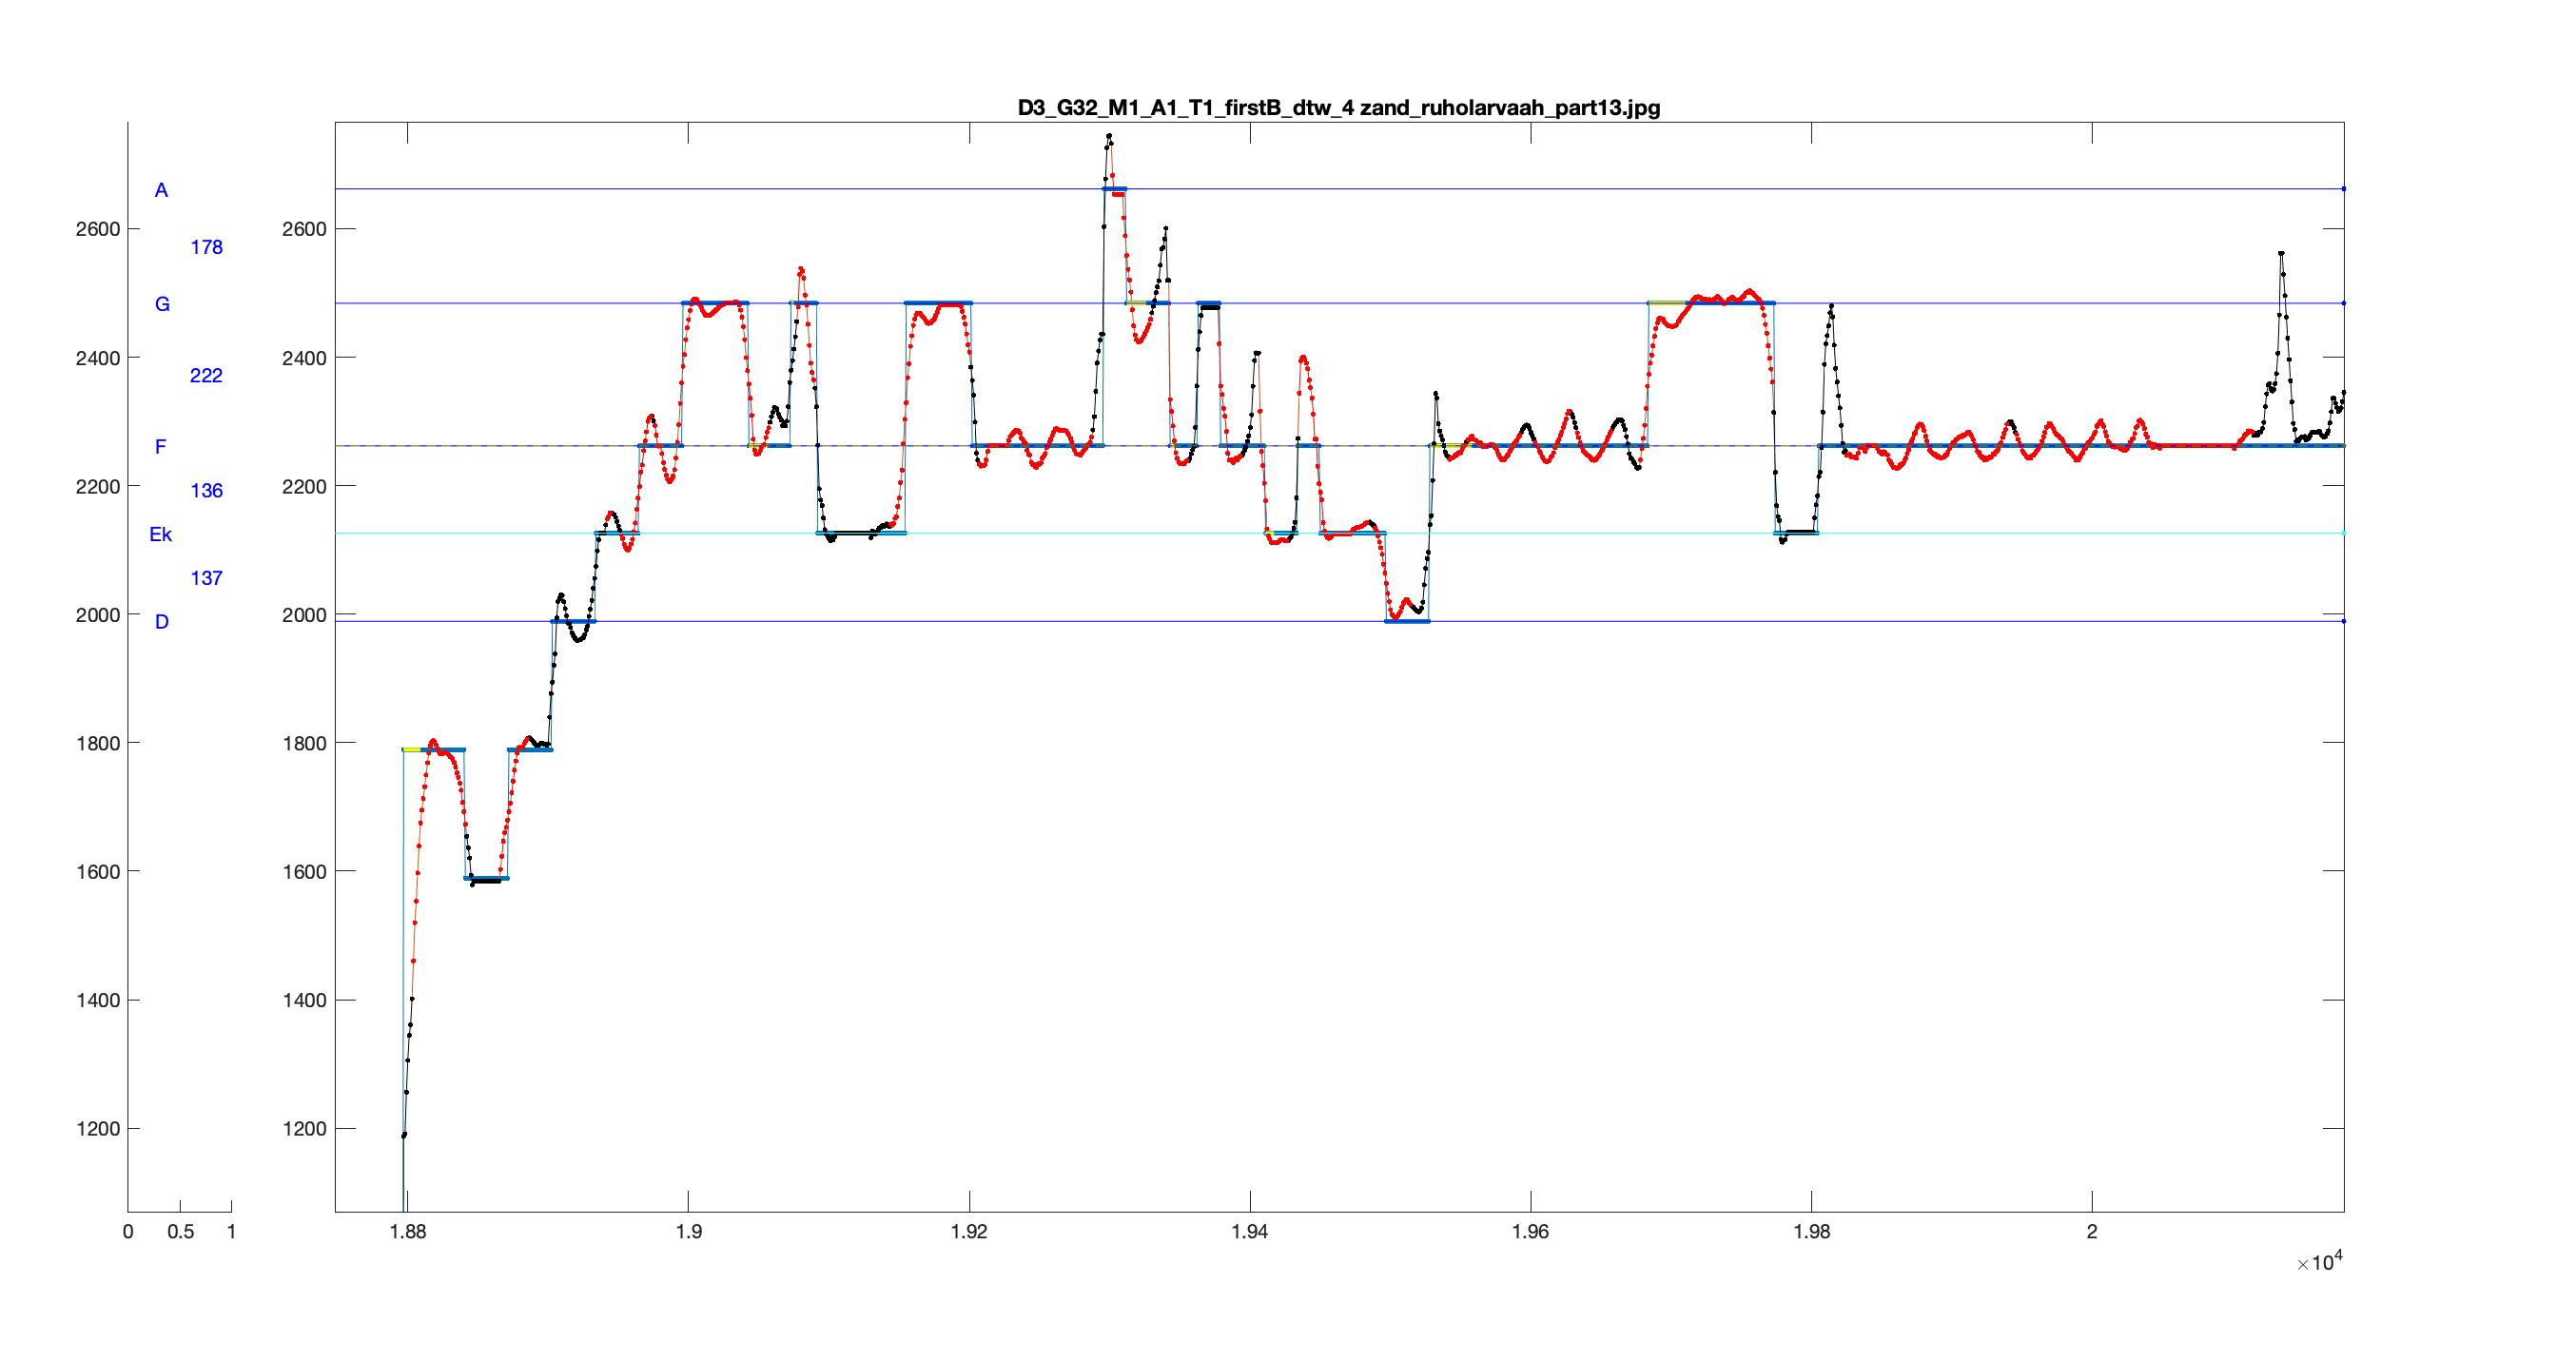 D3_G32_M1_A1_T1_firstB_dtw_4 zand_ruholarvaah_part13.jpg
A
2600 2600
178
G
2400 2400
222
F
2200 2200
136
Ek
137
2000 2000
D
1800 1800
1600 1600
1400 1400
1200 1200
0 0.5 1 1.88 1.9 1.92 1.94 1.96 1.98 2
×10^4